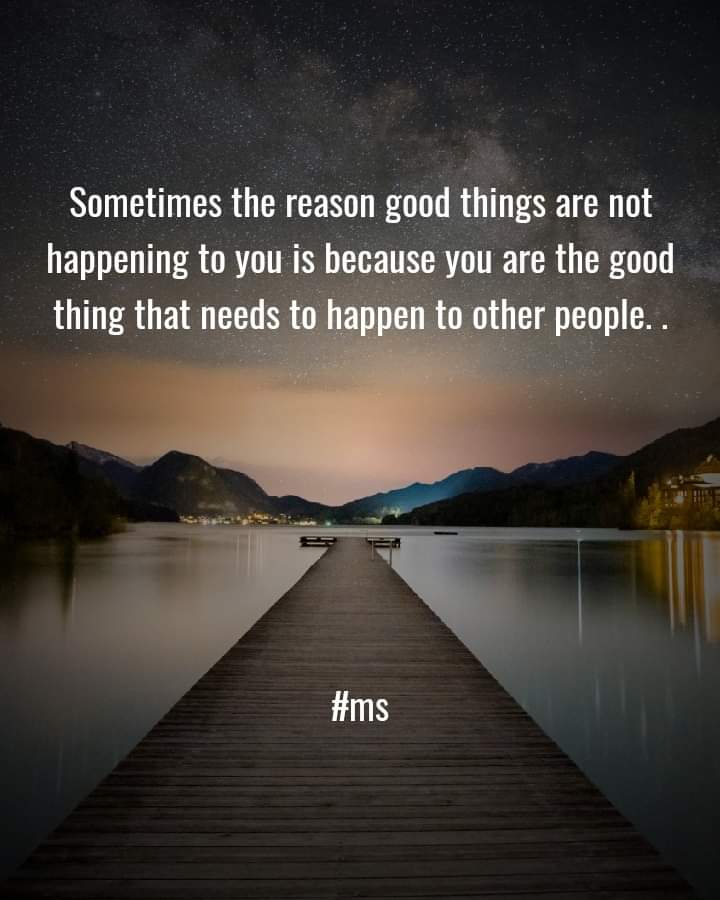 Sometimes the reason good things are not
happening to you is because you are the good
thing that needs to happen to other people. .
#ms